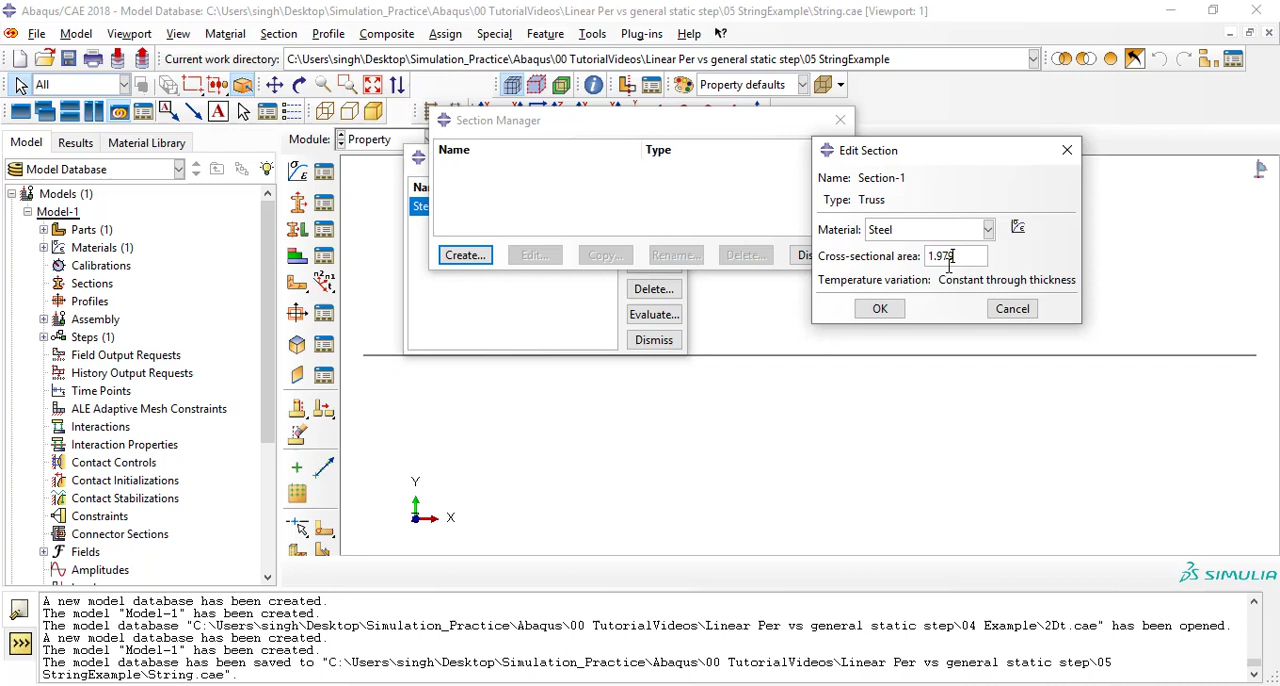 Abaqus/CAE 2018 - Model Database: C:\Users\singh\Desktop\Simulation_Practice\Abaqus\00 TutorialVideos\Linear Per vs general static step\05 StringExample\String.cae [Viewport: 1]
File Model Viewport View Material Section Profile Composite Assign Special Feature Tools Plug-ins Help
Current work directory: C:\Users\singh\Desktop\Simulation_Practice\Abaqus\00 TutorialVideos\Linear Per vs general static step\05 StringExample
All Property defaults
Model Results Material Library Module: Property
Model Database
Models (1)
Model-1
Parts (1)
Materials (1)
Calibrations
Sections
Profiles
Assembly
Steps (1)
Field Output Requests
History Output Requests
Time Points
ALE Adaptive Mesh Constraints
Interactions
Interaction Properties
Contact Controls
Contact Initializations
Contact Stabilizations
Constraints
Connector Sections
Fields
Amplitudes
Section Manager
Name Type
Create... Edit... Copy... Rename... Delete... Dis
Na
Ste
Delete...
Evaluate...
Dismiss
Edit Section
Name: Section-1
Type: Truss
Material: Steel
Cross-sectional area: 1.979
Temperature variation: Constant through thickness
OK Cancel
Y
X
SIMULIA
A new model database has been created.
The model "Model-1" has been created.
The model database "C:\Users\singh\Desktop\Simulation_Practice\Abaqus\00 TutorialVideos\Linear Per vs general static step\04 Example\2Dt.cae" has been opened.
A new model database has been created.
The model "Model-1" has been created.
The model database has been saved to "C:\Users\singh\Desktop\Simulation_Practice\Abaqus\00 TutorialVideos\Linear Per vs general static step\05
StringExample\String.cae".